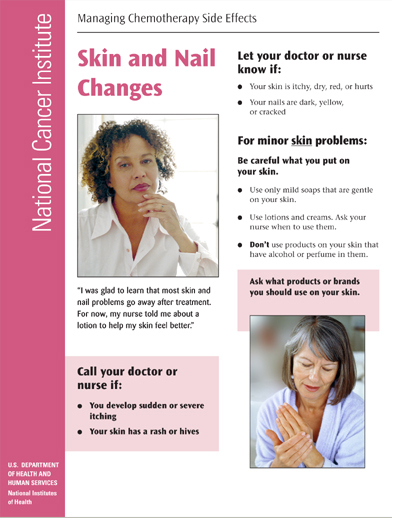 National Cancer Institute
Managing Chemotherapy Side Effects
Skin and Nail
Changes
"I was glad to learn that most skin and
nail problems go away after treatment.
For now, my nurse told me about a
lotion to help my skin feel better."
Call your doctor or
nurse if:
● You develop sudden or severe
itching
● Your skin has a rash or hives
Let your doctor or nurse
know if:
● Your skin is itchy, dry, red, or hurts
● Your nails are dark, yellow,
or cracked
For minor skin problems:
Be careful what you put on
your skin.
● Use only mild soaps that are gentle
on your skin.
● Use lotions and creams. Ask your
nurse when to use them.
● Don't use products on your skin that
have alcohol or perfume in them.
Ask what products or brands
you should use on your skin.
U.S. DEPARTMENT
OF HEALTH AND
HUMAN SERVICES
National Institutes
of Health